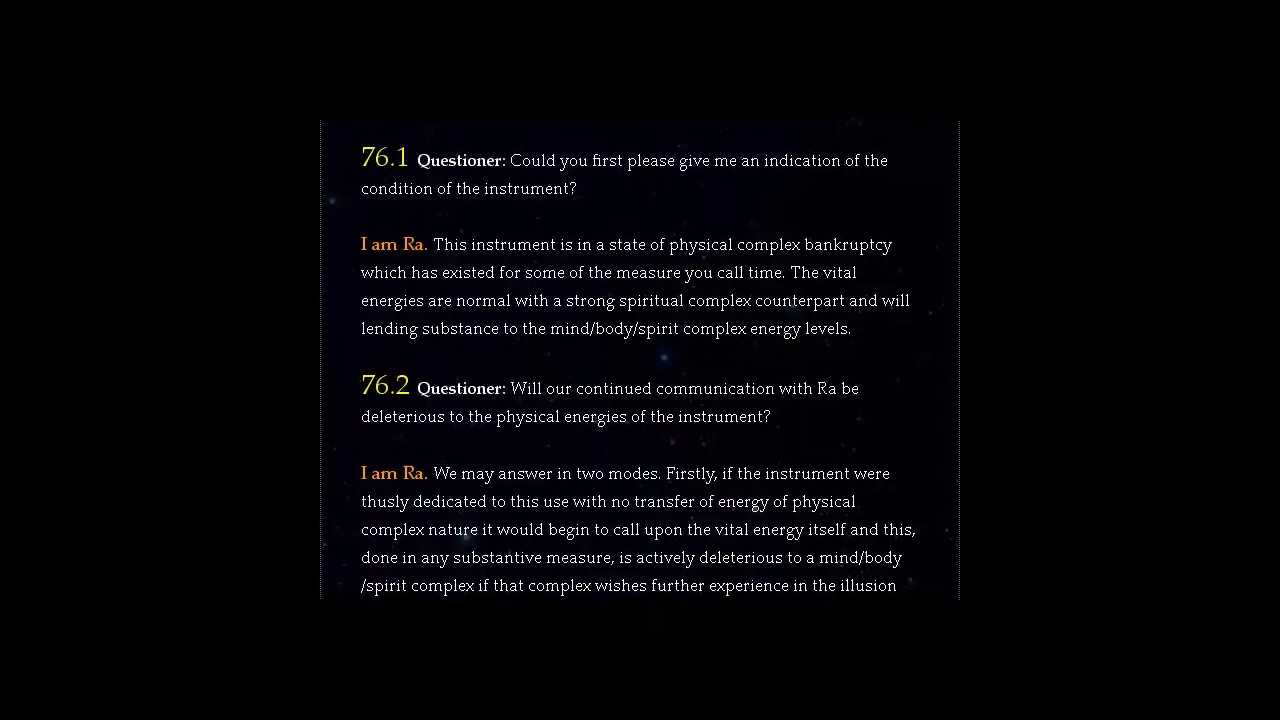 76.1 Questioner: Could you first please give me an indication of the
condition of the instrument?
I am Ra. This instrument is in a state of physical complex bankruptcy
which has existed for some of the measure you call time. The vital
energies are normal with a strong spiritual complex counterpart and will
lending substance to the mind/body/spirit complex energy levels.
76.2 Questioner: Will our continued communication with Ra be
deleterious to the physical energies of the instrument?
I am Ra. We may answer in two modes. Firstly, if the instrument were
thusly dedicated to this use with no transfer of energy of physical
complex nature it would begin to call upon the vital energy itself and this,
done in any substantive measure, is actively deleterious to a mind/body
/spirit complex if that complex wishes further experience in the illusion